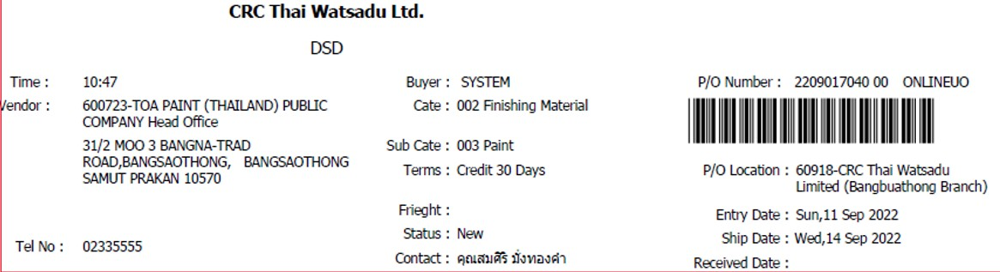 CRC Thai Watsadu Ltd.
DSD
Time : 10:47
Vendor : 600723-TOA PAINT (THAILAND) PUBLIC
COMPANY Head Office
31/2 MOO 3 BANGNA-TRAD
ROAD,BANGSAOTHONG, BANGSAOTHONG
SAMUT PRAKAN 10570
Tel No : 02335555
Buyer : SYSTEM
Cate : 002 Finishing Material
Sub Cate : 003 Paint
Terms : Credit 30 Days
Frieght :
Status : New
Contact : คุณสมศิริ มั่งทองคำ
P/O Number : 2209017040 00 ONLINEUO
P/O Location : 60918-CRC Thai Watsadu
Limited (Bangbuathong Branch)
Entry Date : Sun,11 Sep 2022
Ship Date : Wed,14 Sep 2022
Received Date :